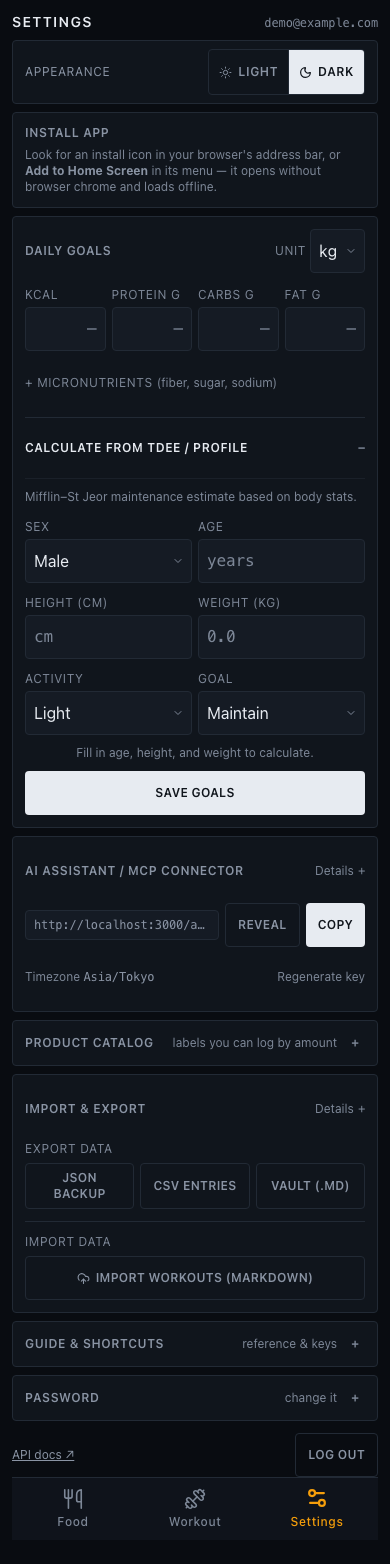 SETTINGS
demo@example.com
APPEARANCE
LIGHT
DARK
INSTALL APP
Look for an install icon in your browser's address bar, or
Add to Home Screen in its menu — it opens without
browser chrome and loads offline.
DAILY GOALS
UNIT
kg
KCAL
PROTEIN G
CARBS G
FAT G
—
—
—
—
+ MICRONUTRIENTS (fiber, sugar, sodium)
CALCULATE FROM TDEE / PROFILE
−
Mifflin–St Jeor maintenance estimate based on body stats.
SEX
AGE
Male
years
HEIGHT (CM)
WEIGHT (KG)
cm
0.0
ACTIVITY
GOAL
Light
Maintain
Fill in age, height, and weight to calculate.
SAVE GOALS
AI ASSISTANT / MCP CONNECTOR
Details +
http://localhost:3000/a…
REVEAL
COPY
Timezone Asia/Tokyo
Regenerate key
PRODUCT CATALOG
labels you can log by amount
+
IMPORT & EXPORT
Details +
EXPORT DATA
JSON
BACKUP
CSV ENTRIES
VAULT (.MD)
IMPORT DATA
IMPORT WORKOUTS (MARKDOWN)
GUIDE & SHORTCUTS
reference & keys
+
PASSWORD
change it
+
API docs ↗
LOG OUT
Food
Workout
Settings